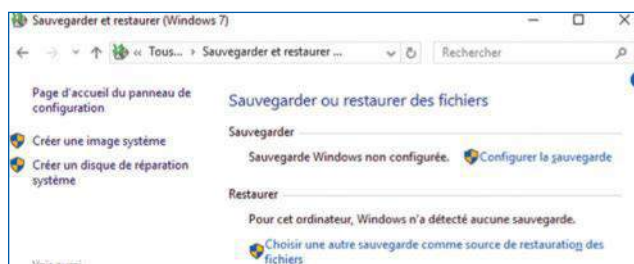 Sauvegarder et restaurer (Windows 7)
« Tous... › Sauvegarder et restaurer ...
Rechercher
Page d'accueil du panneau de
configuration
Créer une image système
Créer un disque de réparation
système
Sauvegarder ou restaurer des fichiers
Sauvegarder
Sauvegarde Windows non configurée. Configurer la sauvegarde
Restaurer
Pour cet ordinateur, Windows n'a détecté aucune sauvegarde.
Choisir une autre sauvegarde comme source de restauration des
fichiers